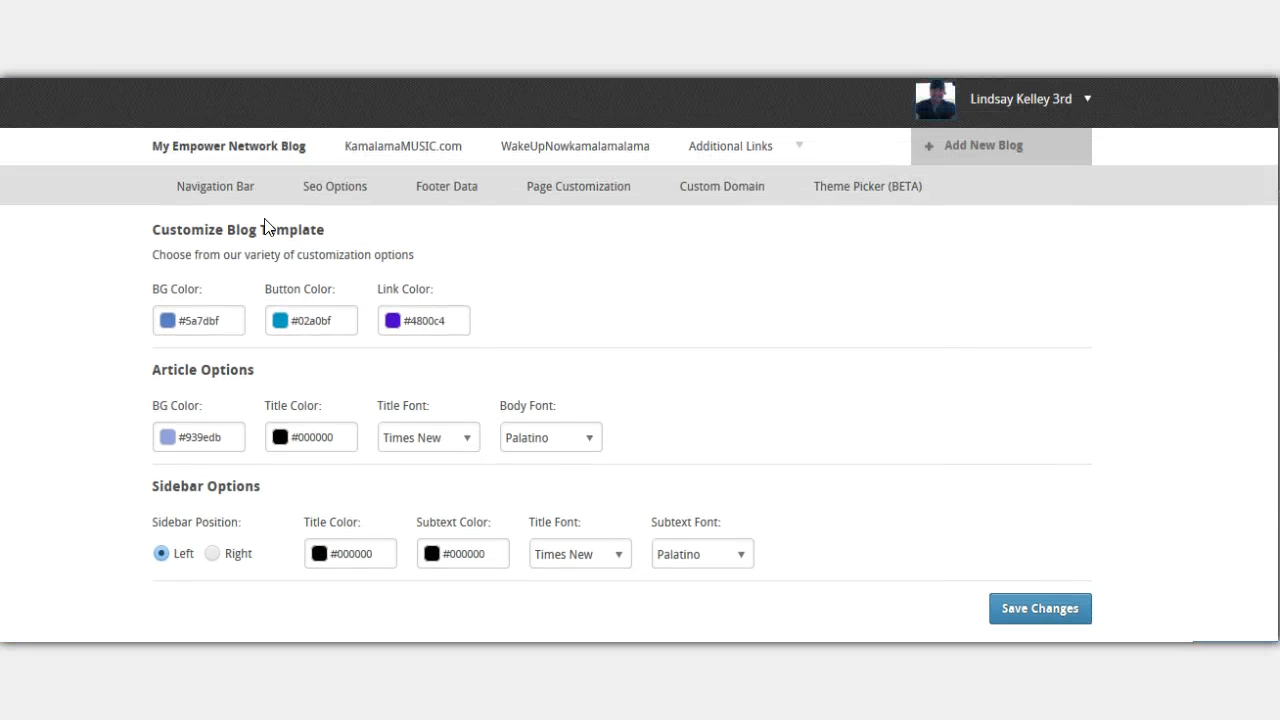 Lindsay Kelley 3rd
My Empower Network Blog KamalamaMUSIC.com WakeUpNowkamalamalama Additional Links + Add New Blog
Navigation Bar Seo Options Footer Data Page Customization Custom Domain Theme Picker (BETA)
Customize Blog Template
Choose from our variety of customization options
BG Color: Button Color: Link Color:
#5a7dbf #02a0bf #4800c4
Article Options
BG Color: Title Color: Title Font: Body Font:
#939edb #000000 Times New Palatino
Sidebar Options
Sidebar Position: Title Color: Subtext Color: Title Font: Subtext Font:
Left Right #000000 #000000 Times New Palatino
Save Changes